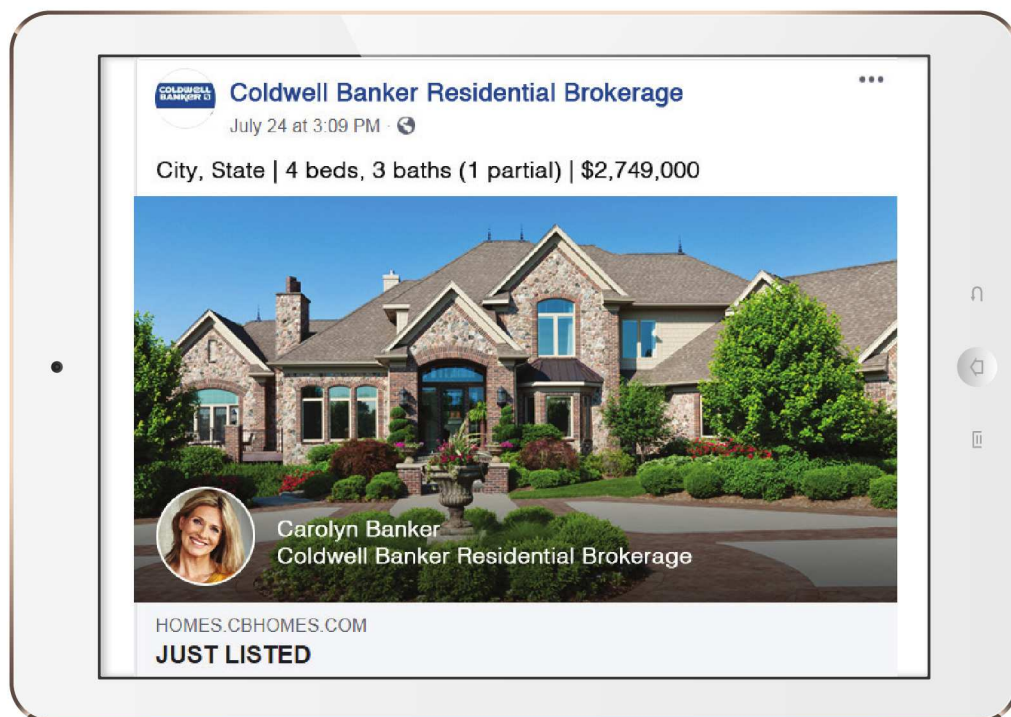 COLDWELL
BANKER
Coldwell Banker Residential Brokerage
July 24 at 3:09 PM ·
City, State | 4 beds, 3 baths (1 partial) | $2,749,000
Carolyn Banker
Coldwell Banker Residential Brokerage
HOMES.CBHOMES.COM
JUST LISTED